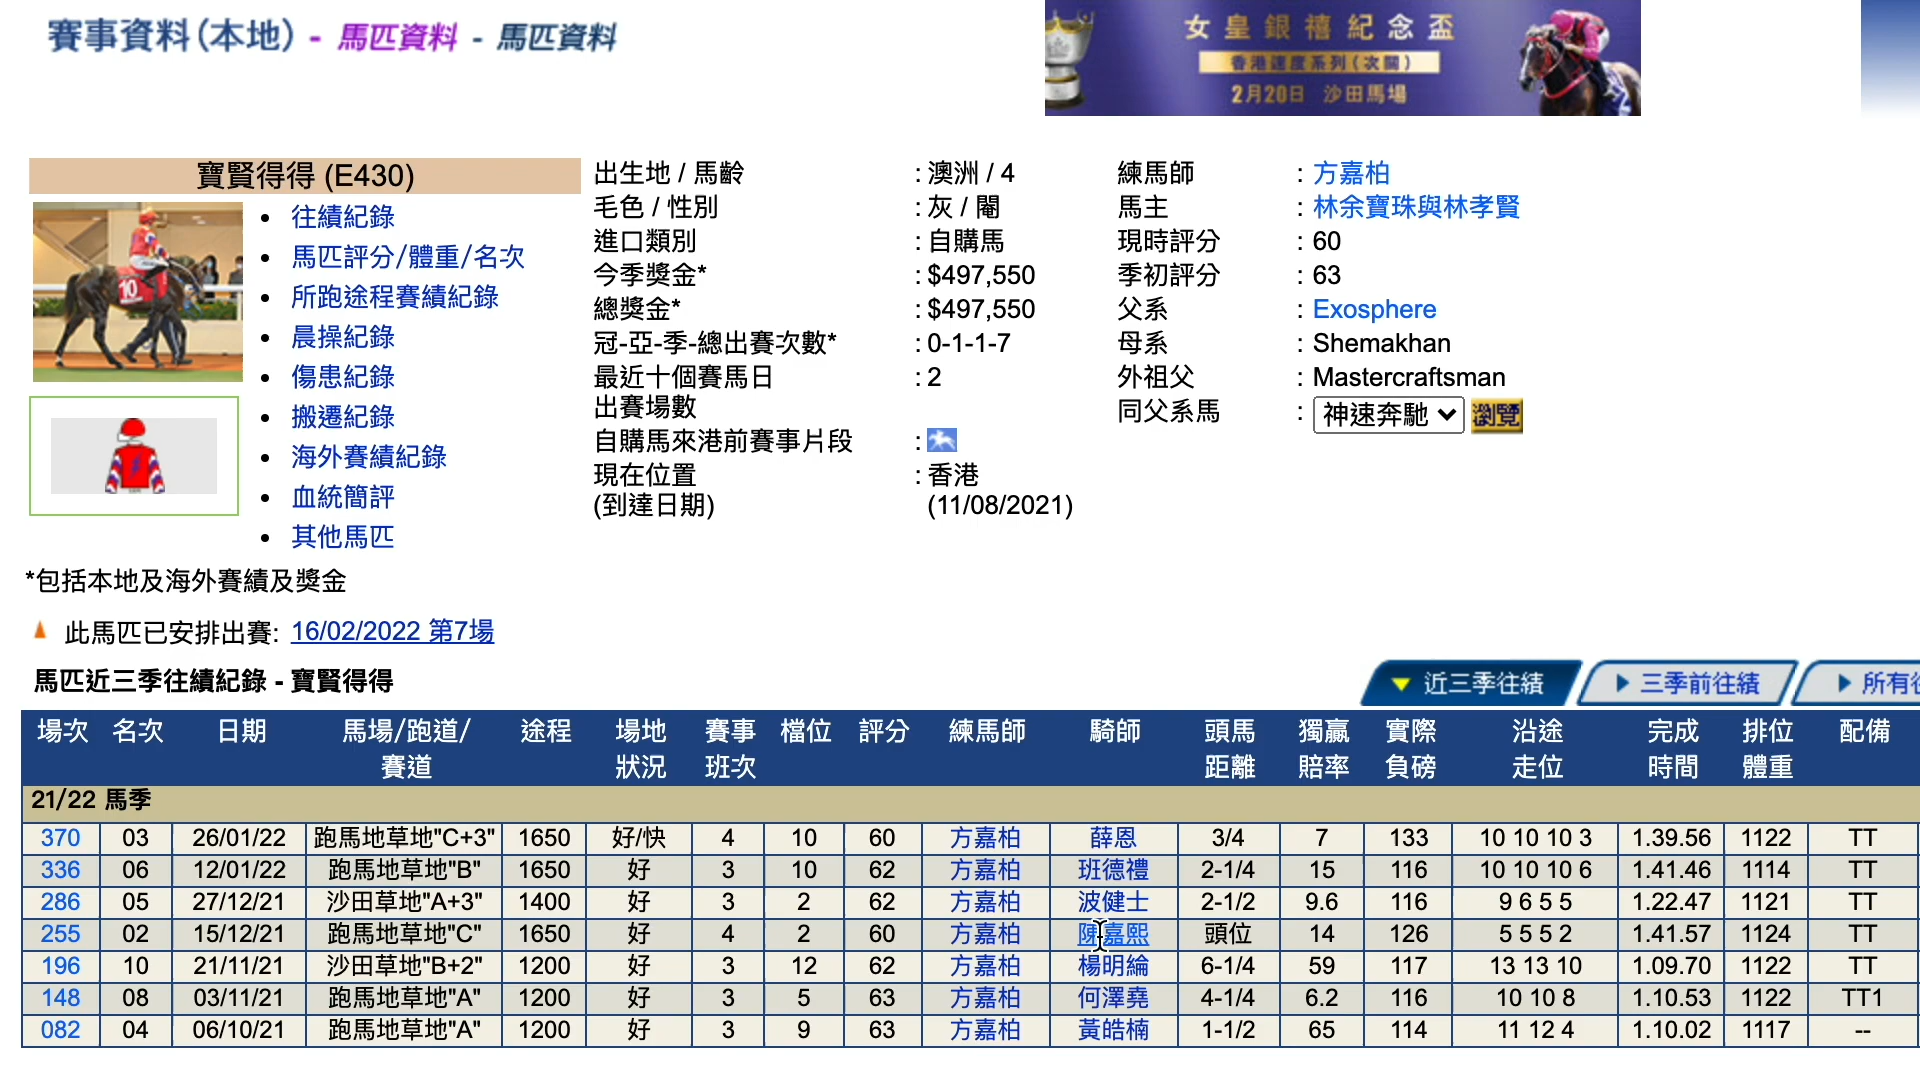 賽事資料(本地) - 馬匹資料 - 馬匹資料
女皇銀禧紀念盃
香港速度系列(次關)
2月20日 沙田馬場
寶賢得得 (E430)
往績紀錄
馬匹評分/體重/名次
所跑途程賽績紀錄
晨操紀錄
傷患紀錄
搬遷紀錄
海外賽績紀錄
血統簡評
其他馬匹
10
出生地 / 馬齡 : 澳洲 / 4
毛色 / 性別 : 灰 / 閹
進口類別 : 自購馬
今季獎金* : $497,550
總獎金* : $497,550
冠-亞-季-總出賽次數* : 0-1-1-7
最近十個賽馬日 : 2
出賽場數
自購馬來港前賽事片段 :
現在位置 : 香港
(到達日期) (11/08/2021)
練馬師 : 方嘉柏
馬主 : 林余寶珠與林孝賢
現時評分 : 60
季初評分 : 63
父系 : Exosphere
母系 : Shemakhan
外祖父 : Mastercraftsman
同父系馬 : 神速奔馳 瀏覽
*包括本地及海外賽績及獎金
此馬匹已安排出賽: 16/02/2022 第7場
馬匹近三季往績紀錄 - 寶賢得得
近三季往績 三季前往績 所有
場次 名次 日期 馬場/跑道/ 途程 場地 賽事 檔位 評分 練馬師 騎師 頭馬 獨贏 實際 沿途 完成 排位 配備
賽道 狀況 班次 距離 賠率 負磅 走位 時間 體重
21/22 馬季
370 03 26/01/22 跑馬地草地"C+3" 1650 好/快 4 10 60 方嘉柏 薛恩 3/4 7 133 10 10 10 3 1.39.56 1122 TT
336 06 12/01/22 跑馬地草地"B" 1650 好 3 10 62 方嘉柏 班德禮 2-1/4 15 116 10 10 10 6 1.41.46 1114 TT
286 05 27/12/21 沙田草地"A+3" 1400 好 3 2 62 方嘉柏 波健士 2-1/2 9.6 116 9 6 5 5 1.22.47 1121 TT
255 02 15/12/21 跑馬地草地"C" 1650 好 4 2 60 方嘉柏 陳嘉熙 頭位 14 126 5 5 5 2 1.41.57 1124 TT
196 10 21/11/21 沙田草地"B+2" 1200 好 3 12 62 方嘉柏 楊明綸 6-1/4 59 117 13 13 10 1.09.70 1122 TT
148 08 03/11/21 跑馬地草地"A" 1200 好 3 5 63 方嘉柏 何澤堯 4-1/4 6.2 116 10 10 8 1.10.53 1122 TT1
082 04 06/10/21 跑馬地草地"A" 1200 好 3 9 63 方嘉柏 黃皓楠 1-1/2 65 114 11 12 4 1.10.02 1117 --